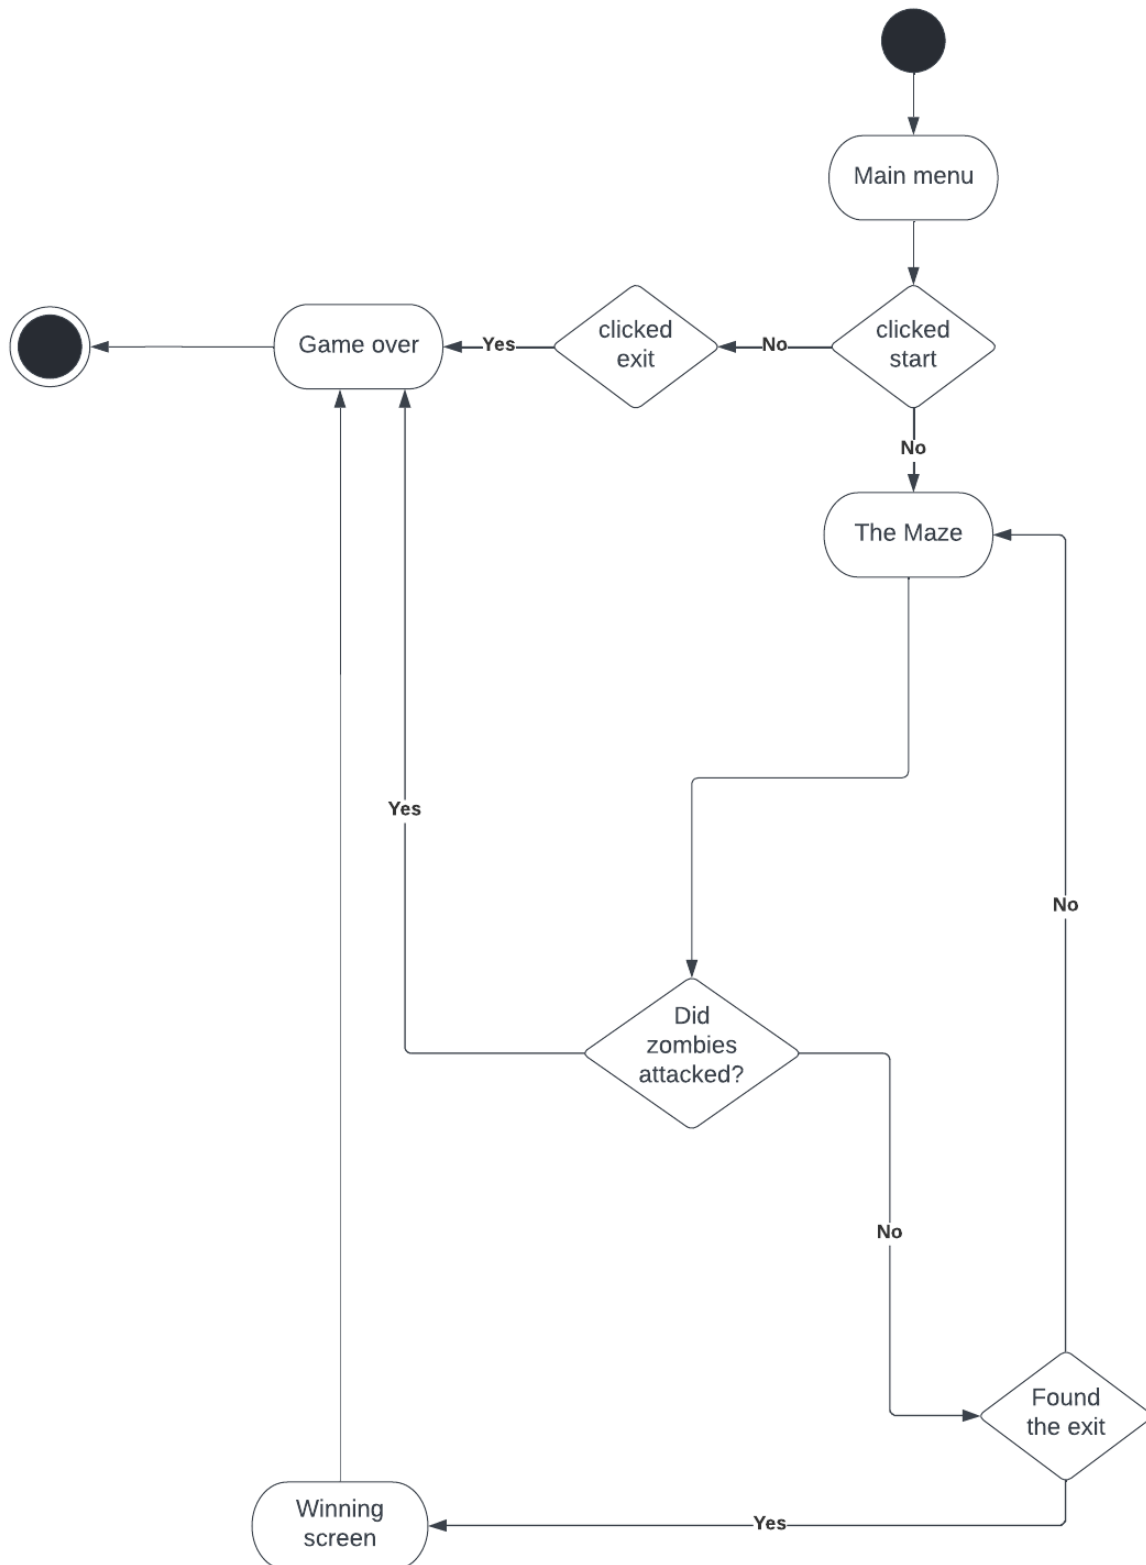 Main menu
clicked
start
No
clicked
exit
Yes
Game over
No
The Maze
Yes
Did
zombies
attacked?
No
No
Found
the exit
Yes
Winning
screen